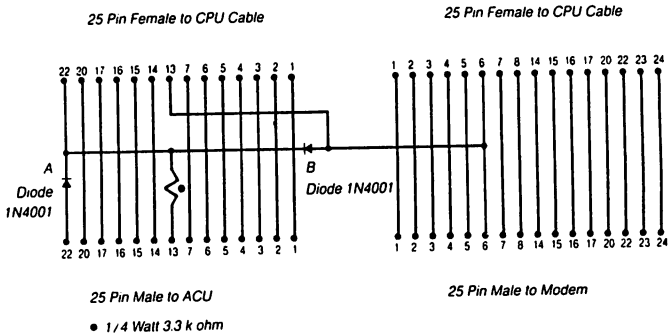 25 Pin Female to CPU Cable
22 20 17 16 15 14 13 7 6 5 4 3 2 1
A
Diode
1N4001
B
Diode 1N4001
22 20 17 16 15 14 13 7 6 5 4 3 2 1
25 Pin Male to ACU
● 1/4 Watt 3.3 k ohm
25 Pin Female to CPU Cable
1 2 3 4 5 6 7 8 14 15 16 17 20 22 23 24
1 2 3 4 5 6 7 8 14 15 16 17 20 22 23 24
25 Pin Male to Modem